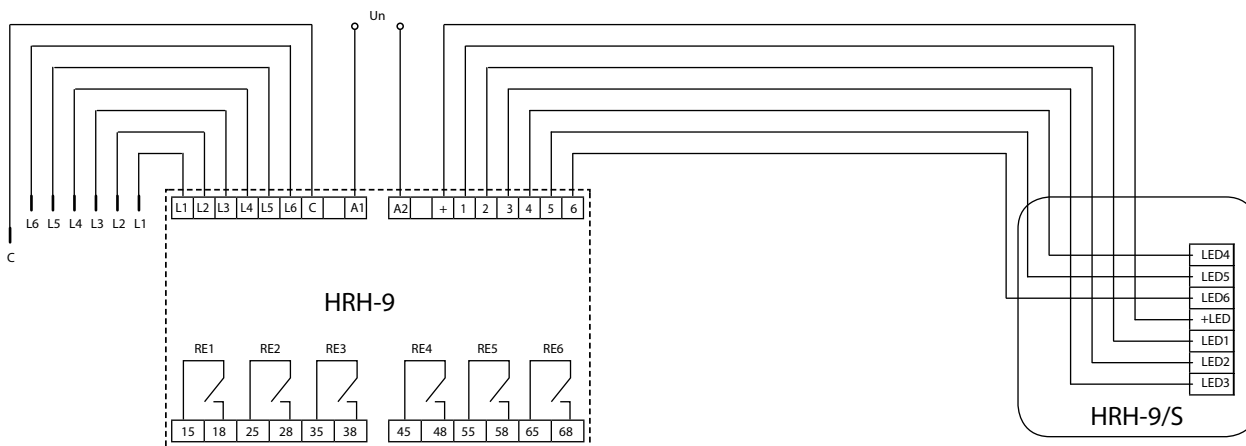 Un
L6 L5 L4 L3 L2 L1
C
L1 L2 L3 L4 L5 L6 C A1
A2 + 1 2 3 4 5 6
HRH-9
RE1 RE2 RE3 RE4 RE5 RE6
15 18 25 28 35 38
45 48 55 58 65 68
LED4
LED5
LED6
+LED
LED1
LED2
LED3
HRH-9/S